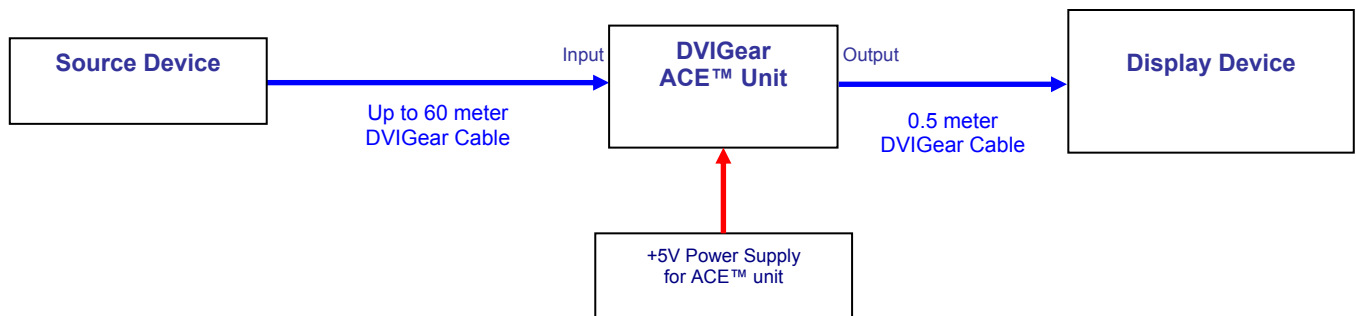 Source Device
Input
DVIGear
ACE™ Unit
Output
Display Device
Up to 60 meter
DVIGear Cable
0.5 meter
DVIGear Cable
+5V Power Supply
for ACE™ unit